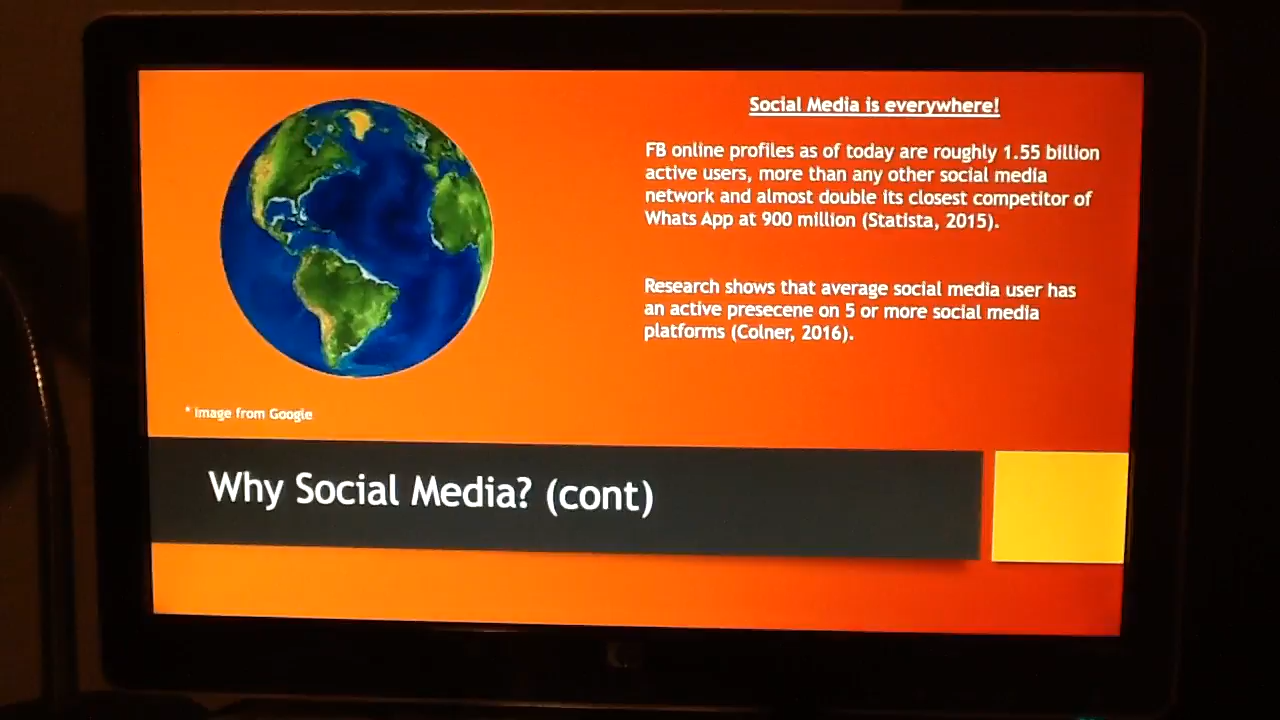 Social Media is everywhere!
FB online profiles as of today are roughly 1.55 billion
active users, more than any other social media
network and almost double its closest competitor of
Whats App at 900 million (Statista, 2015).
Research shows that average social media user has
an active presecene on 5 or more social media
platforms (Colner, 2016).
* Image from Google
Why Social Media? (cont)